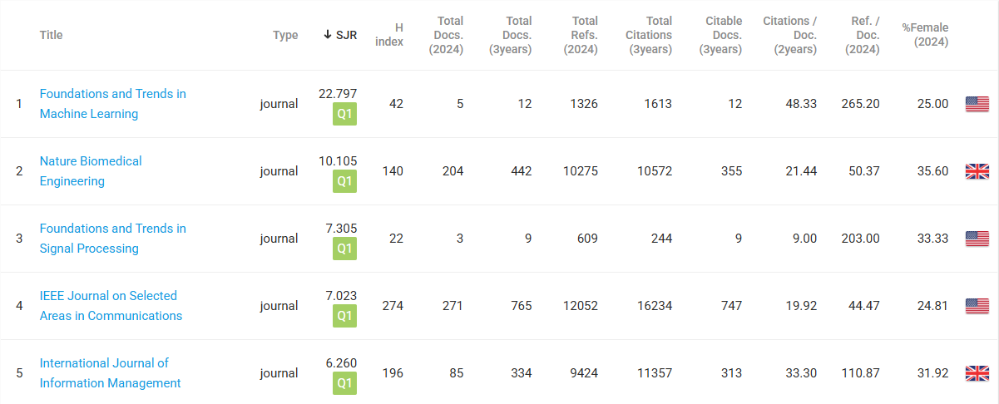 Title Type ↓ SJR H index Total Docs. (2024) Total Docs. (3years) Total Refs. (2024) Total Citations (3years) Citable Docs. (3years) Citations / Doc. (2years) Ref. / Doc. (2024) %Female (2024)
1 Foundations and Trends in Machine Learning journal 22.797 Q1 42 5 12 1326 1613 12 48.33 265.20 25.00
2 Nature Biomedical Engineering journal 10.105 Q1 140 204 442 10275 10572 355 21.44 50.37 35.60
3 Foundations and Trends in Signal Processing journal 7.305 Q1 22 3 9 609 244 9 9.00 203.00 33.33
4 IEEE Journal on Selected Areas in Communications journal 7.023 Q1 274 271 765 12052 16234 747 19.92 44.47 24.81
5 International Journal of Information Management journal 6.260 Q1 196 85 334 9424 11357 313 33.30 110.87 31.92